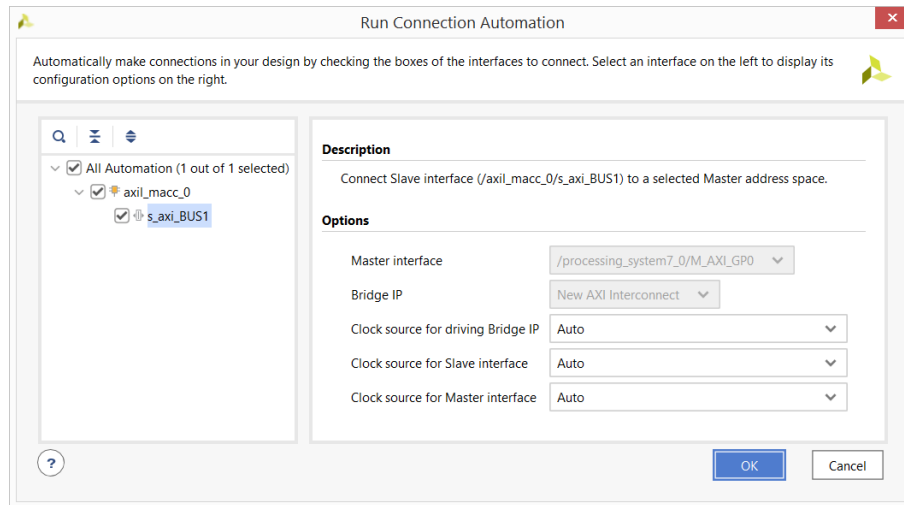 Run Connection Automation
Automatically make connections in your design by checking the boxes of the interfaces to connect. Select an interface on the left to display its
configuration options on the right.
All Automation (1 out of 1 selected)
axil_macc_0
s_axi_BUS1
Description
Connect Slave interface (/axil_macc_0/s_axi_BUS1) to a selected Master address space.
Options
Master interface /processing_system7_0/M_AXI_GP0
Bridge IP New AXI Interconnect
Clock source for driving Bridge IP Auto
Clock source for Slave interface Auto
Clock source for Master interface Auto
? OK Cancel